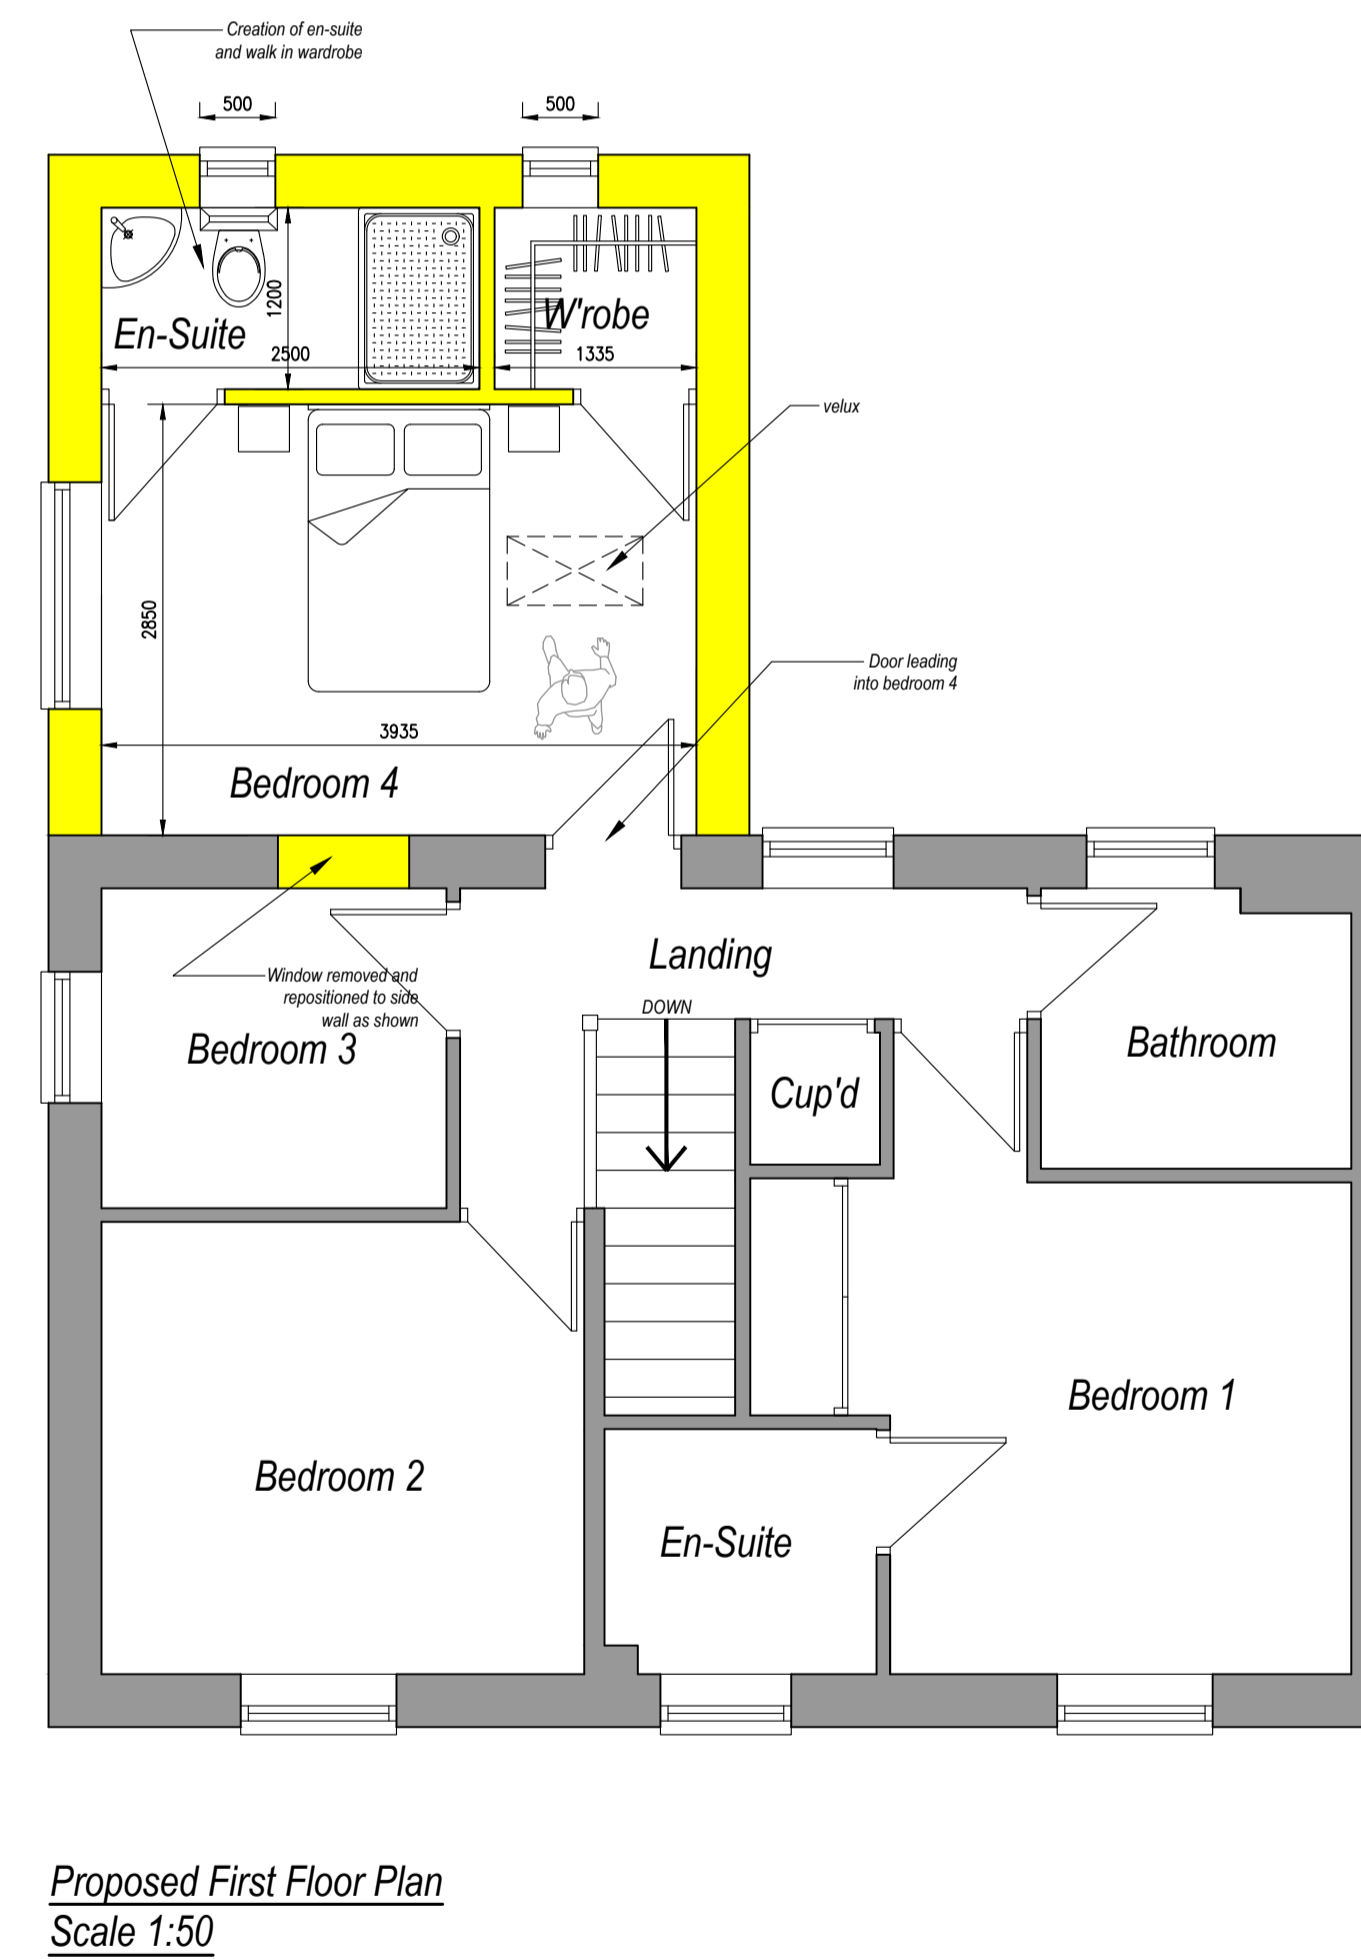 Creation of en-suite
and walk in wardrobe
500
500
En-Suite
1200
2500
W'robe
1335
velux
2850
Door leading
into bedroom 4
3935
Bedroom 4
Landing
Window removed and
repositioned to side
wall as shown
DOWN
Bedroom 3
Cup'd
Bathroom
Bedroom 1
Bedroom 2
En-Suite
Proposed First Floor Plan
Scale 1:50